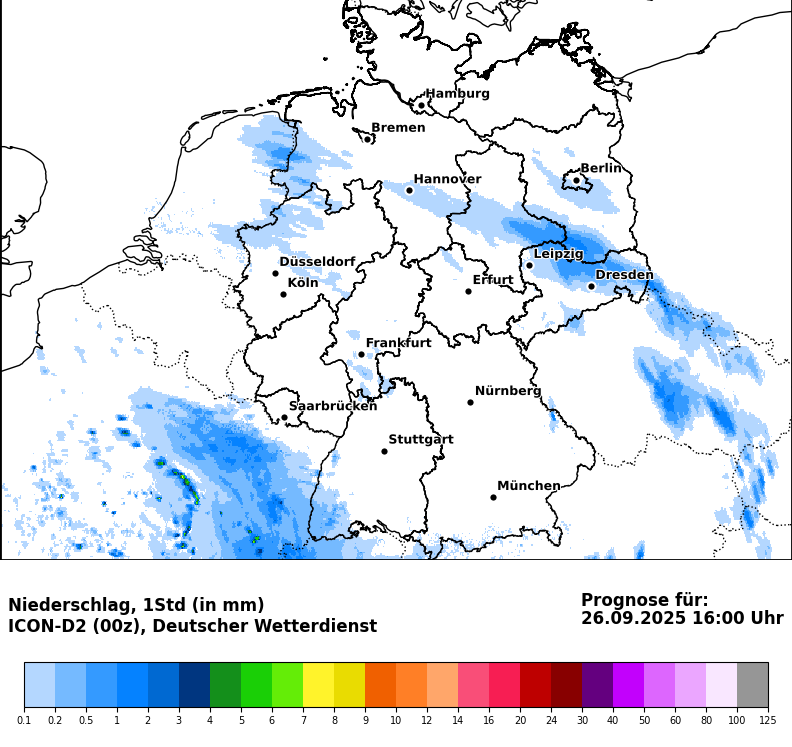 Hamburg
Bremen
Berlin
Hannover
Leipzig
Düsseldorf
Dresden
Köln
Erfurt
Frankfurt
Nürnberg
Saarbrücken
Stuttgart
München
Niederschlag, 1Std (in mm)
ICON-D2 (00z), Deutscher Wetterdienst
Prognose für:
26.09.2025 16:00 Uhr
0.1 0.2 0.5 1 2 3 4 5 6 7 8 9 10 12 14 16 20 24 30 40 50 60 80 100 125